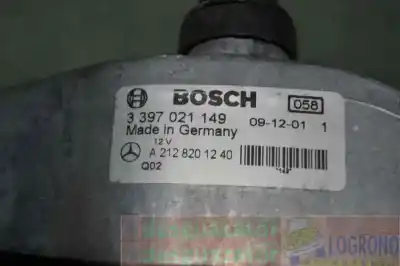 BOSCH 058
3 397 021 149 09-12-01 1
Made in Germany
12 V
A 212 820 12 40
Q02
LOGROÑO